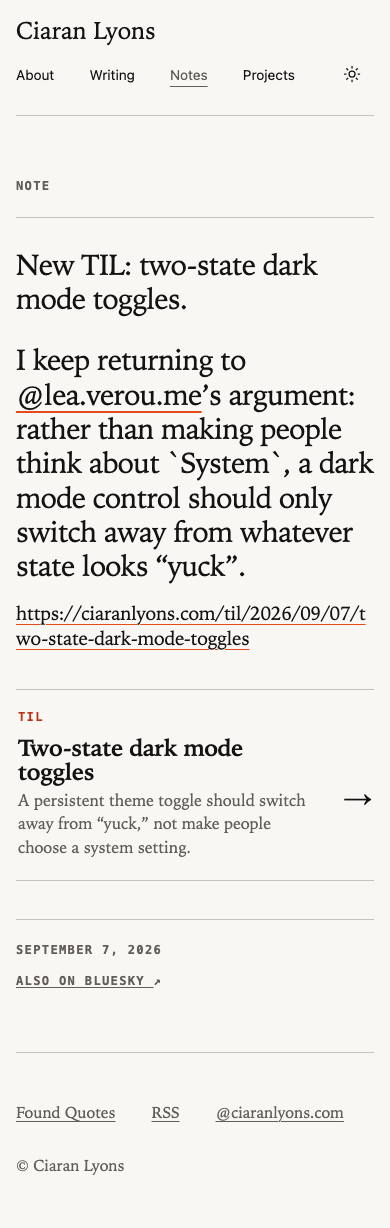 Ciaran Lyons
About Writing Notes Projects
NOTE
New TIL: two-state dark
mode toggles.
I keep returning to
@lea.verou.me’s argument:
rather than making people
think about `System`, a dark
mode control should only
switch away from whatever
state looks “yuck”.
https://ciaranlyons.com/til/2026/09/07/t
wo-state-dark-mode-toggles
TIL
Two-state dark mode
toggles
A persistent theme toggle should switch
away from “yuck,” not make people
choose a system setting.
→
SEPTEMBER 7, 2026
ALSO ON BLUESKY ↗
Found Quotes RSS @ciaranlyons.com
© Ciaran Lyons